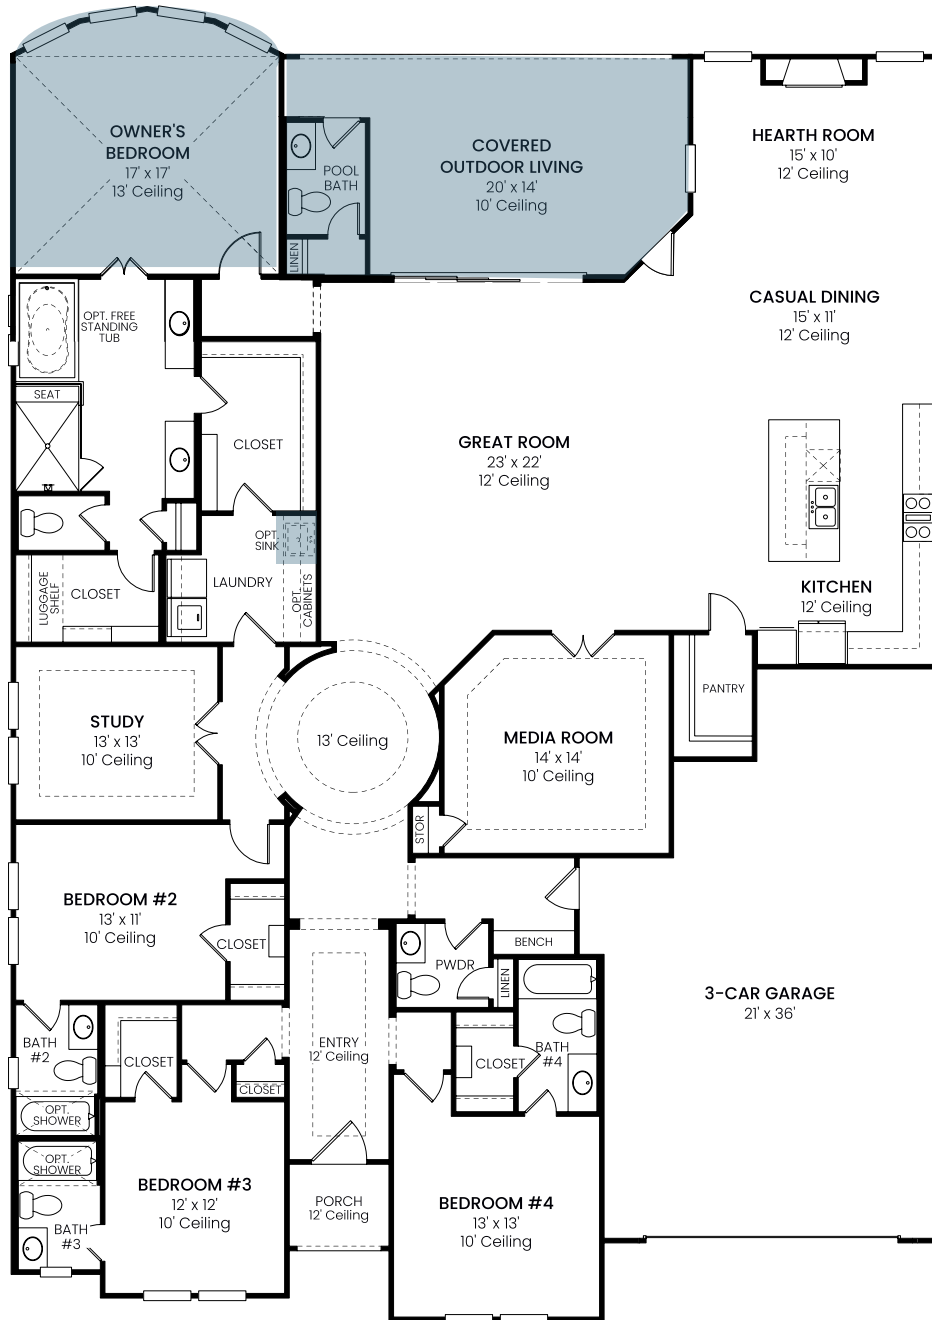 OWNER'S
BEDROOM
17' x 17'
13' Ceiling
POOL
BATH
LINEN
COVERED
OUTDOOR LIVING
20' x 14'
10' Ceiling
HEARTH ROOM
15' x 10'
12' Ceiling
CASUAL DINING
15' x 11'
12' Ceiling
OPT. FREE
STANDING
TUB
SEAT
CLOSET
GREAT ROOM
23' x 22'
12' Ceiling
OPT.
SINK
LAUNDRY
OPT.
CABINETS
LUGGAGE
SHELF
CLOSET
KITCHEN
12' Ceiling
PANTRY
STUDY
13' x 13'
10' Ceiling
13' Ceiling
MEDIA ROOM
14' x 14'
10' Ceiling
STOR
BEDROOM #2
13' x 11'
10' Ceiling
CLOSET
BENCH
PWDR
LINEN
3-CAR GARAGE
21' x 36'
BATH
#2
CLOSET
CLOSET
ENTRY
12' Ceiling
CLOSET
BATH
#4
OPT.
SHOWER
OPT.
SHOWER
BATH
#3
BEDROOM #3
12' x 12'
10' Ceiling
PORCH
12' Ceiling
BEDROOM #4
13' x 13'
10' Ceiling